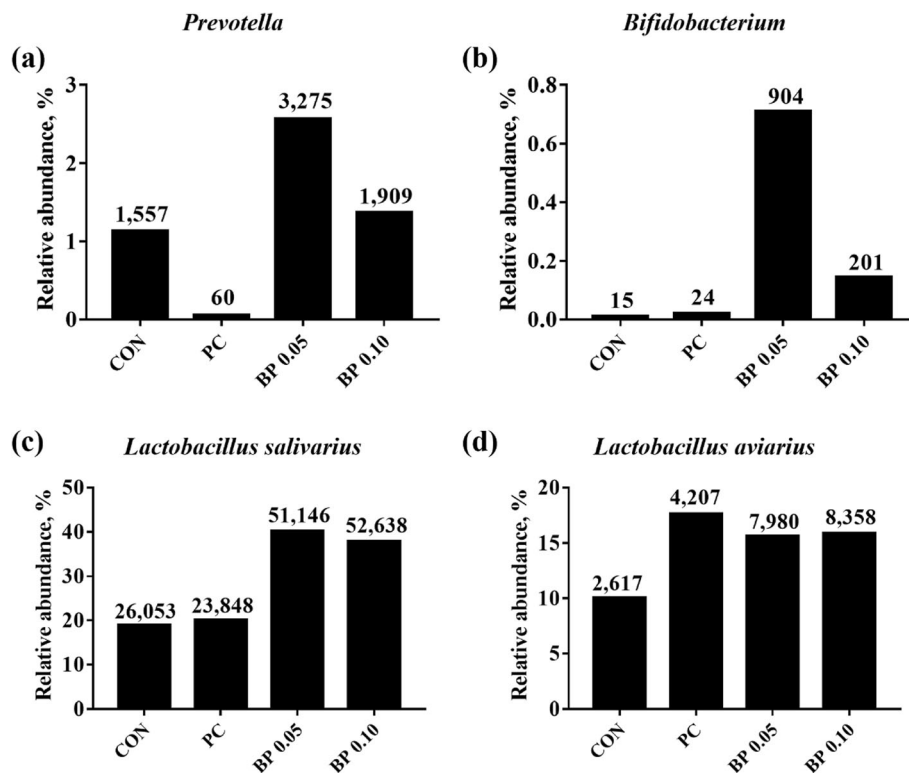 Prevotella
(a)
Relative abundance, %
3
2
1
0
1,557
60
3,275
1,909
CON
PC
BP 0.05
BP 0.10
Bifidobacterium
(b)
Relative abundance, %
0.8
0.6
0.4
0.2
0.0
15
24
904
201
CON
PC
BP 0.05
BP 0.10
Lactobacillus salivarius
(c)
Relative abundance, %
50
40
30
20
10
0
26,053
23,848
51,146
52,638
CON
PC
BP 0.05
BP 0.10
Lactobacillus aviarius
(d)
Relative abundance, %
20
15
10
5
0
2,617
4,207
7,980
8,358
CON
PC
BP 0.05
BP 0.10